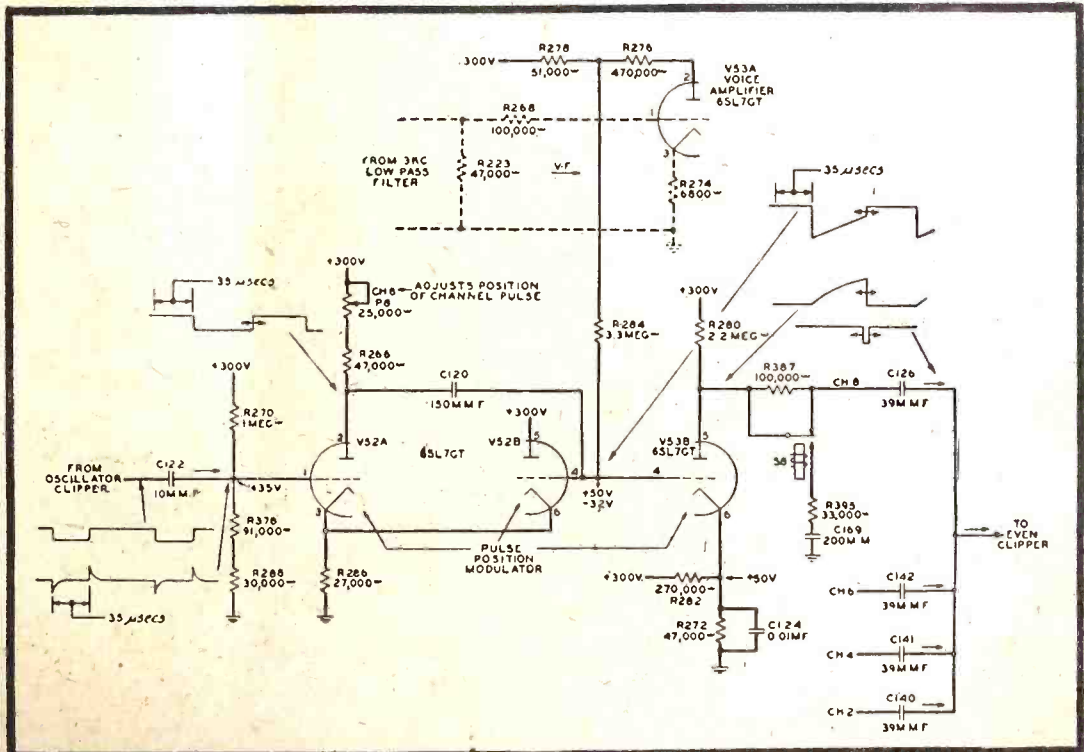 R278
51,000~
R276
470,000~
300V
V53A
VOICE
AMPLIFIER
6SL7GT
2
1
3
R268
100,000~
FROM 3KC
LOW PASS
FILTER
R223
47,000~
V-F
R274
6800~
35 μSECS
35 μSECS
+300V
CH 8
P8
25,000~
ADJUSTS POSITION
OF CHANNEL PULSE
R266
47,000~
+300V
R284
3.3MEG~
R280
2.2 MEG~
+300V
R270
1MEG~
C120
150MMF
+300V
R387
100,000~
CH 8
C126
39MMF
FROM
OSCILLATOR
CLIPPER
C122
10MMF
+35V
2
V52A
1
3
6SL7GT
V52B
5
4
6
+50V
-32V
V53B
6SL7GT
5
4
6
S8
R395
33,000~
C169
200MM
R376
91,000~
R288
30,000~
R286
27,000~
PULSE
POSITION
MODULATOR
+300V
270,000~
R282
+50V
R272
47,000~
C124
0.01MF
TO
EVEN
CLIPPER
35 μSECS
CH6
C142
39MMF
CH4
C141
39MMF
CH2
C140
39MMF